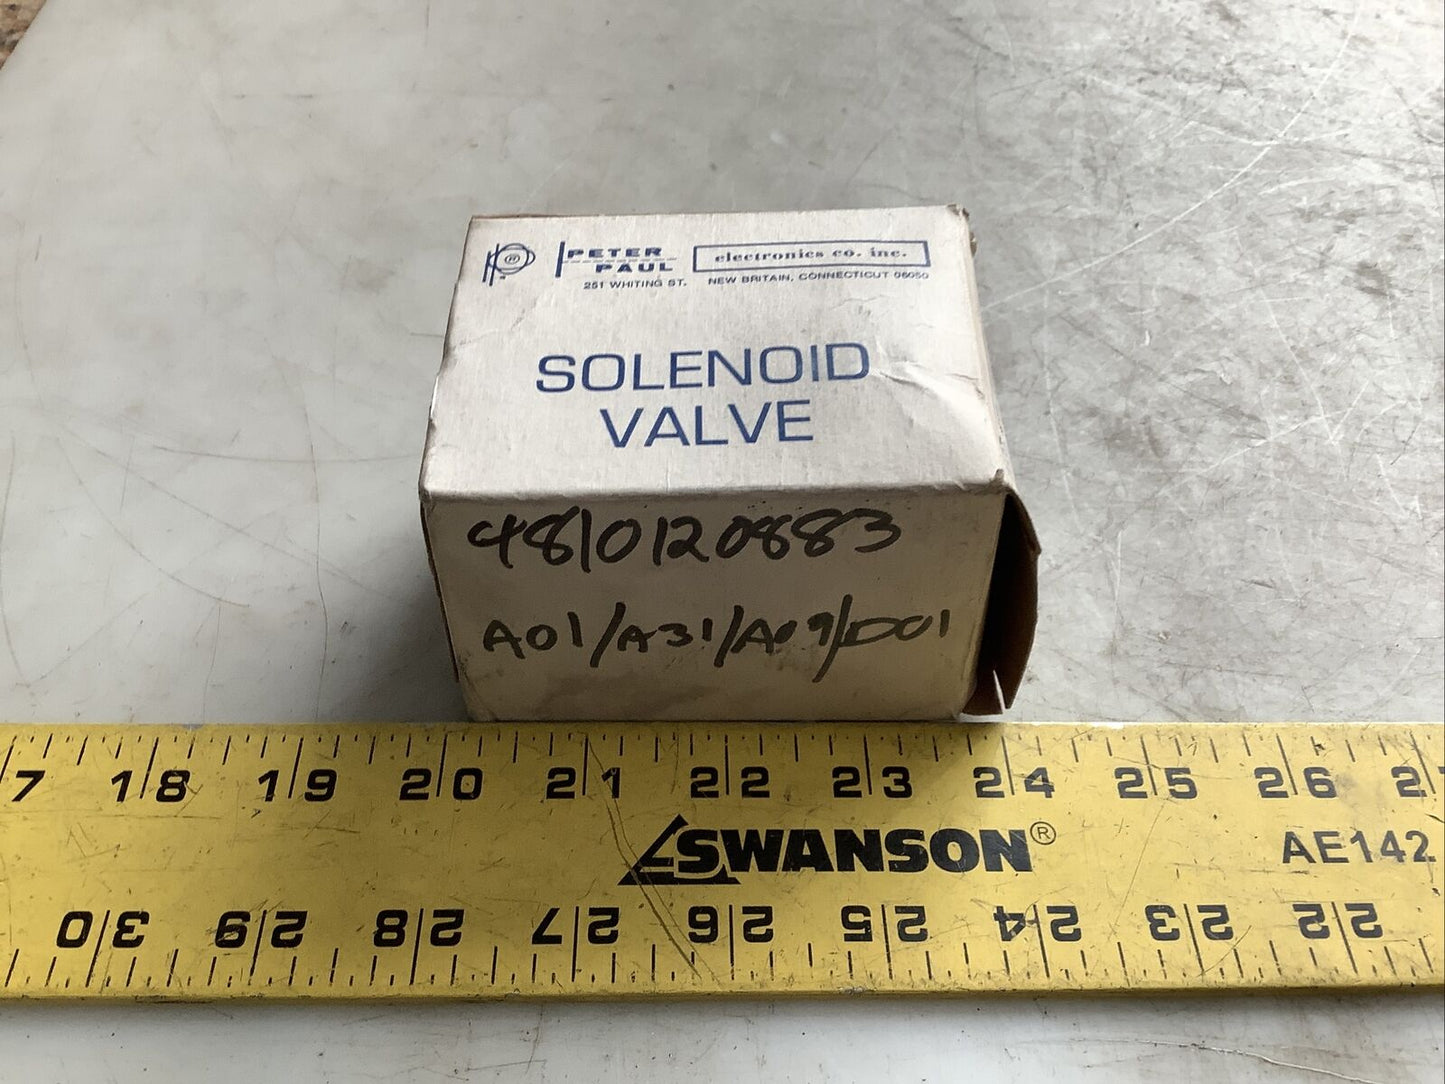 PETER PAUL electronics co. inc.
251 WHITING ST. NEW BRITAIN, CONNECTICUT 06050
SOLENOID
VALVE
4810120883
A01/A31/A09/D01
7 18 19 20 21 22 23 24 25 26 2
SWANSON® AE142
30 29 28 27 26 25 24 23 22